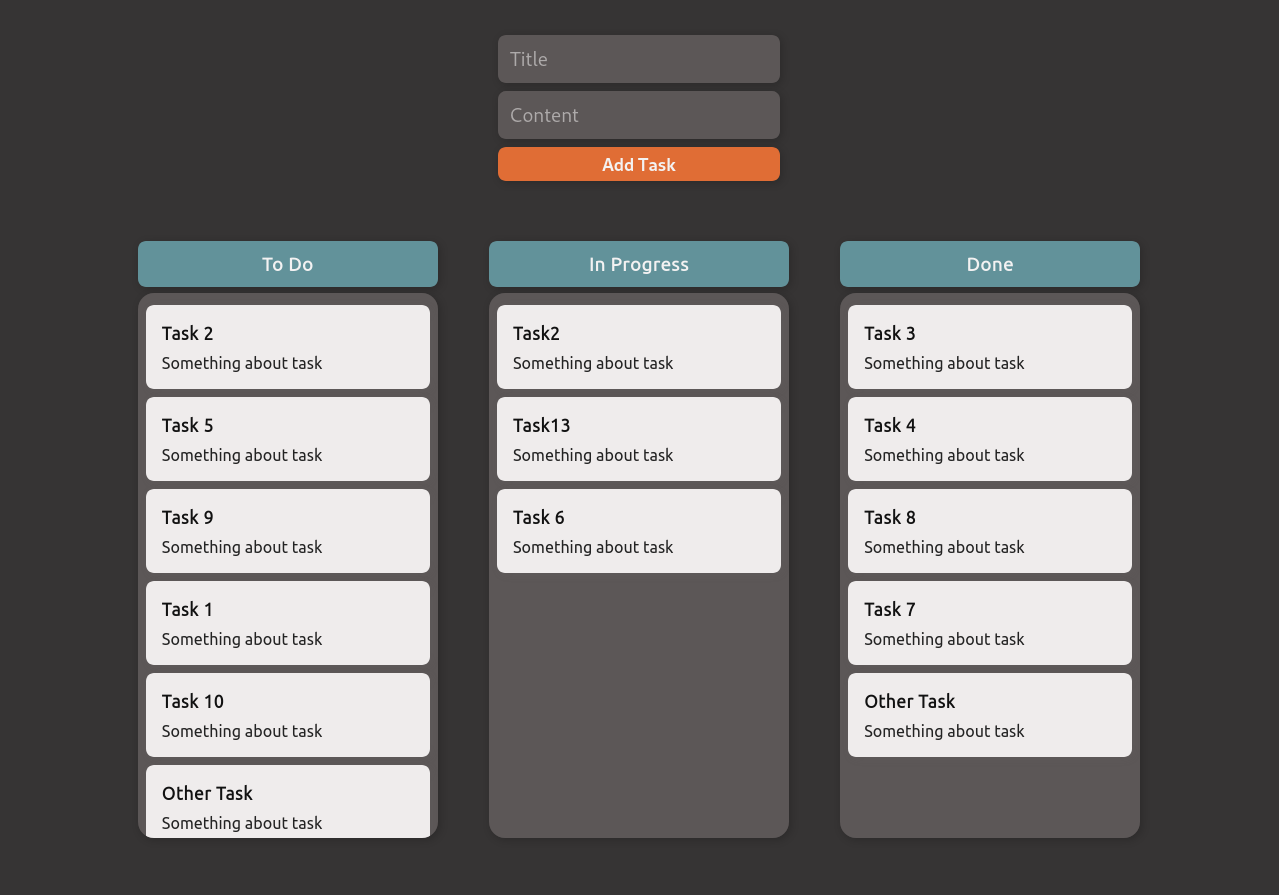 Title
Content
Add Task
To Do
Task 2
Something about task
Task 5
Something about task
Task 9
Something about task
Task 1
Something about task
Task 10
Something about task
Other Task
Something about task
In Progress
Task2
Something about task
Task13
Something about task
Task 6
Something about task
Done
Task 3
Something about task
Task 4
Something about task
Task 8
Something about task
Task 7
Something about task
Other Task
Something about task